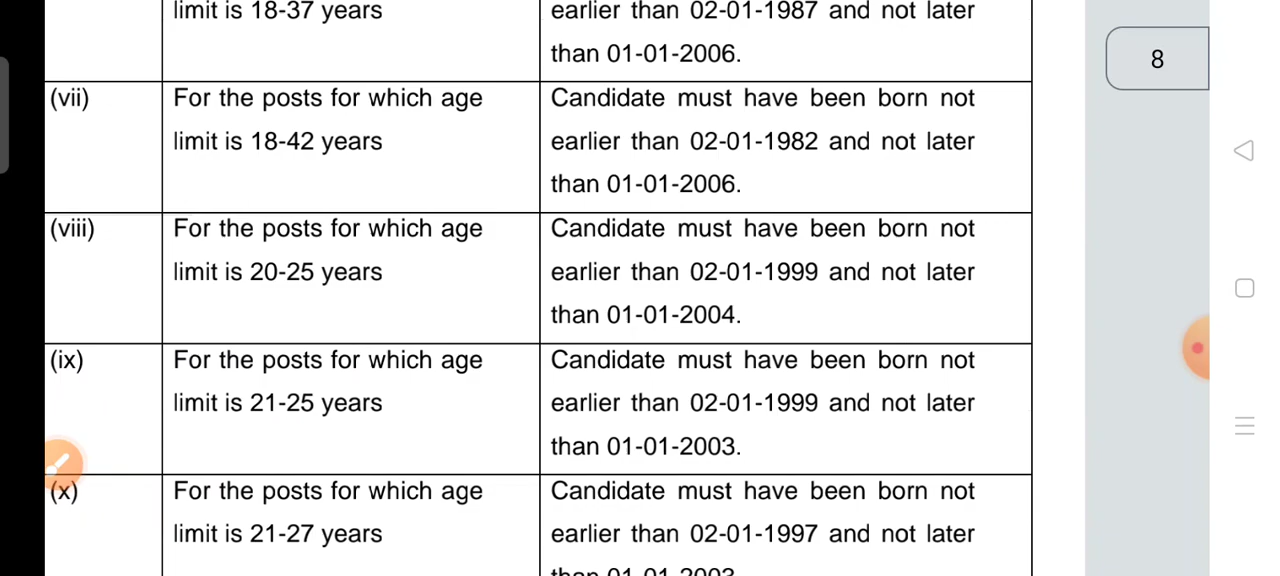 limit is 18-37 years
earlier than 02-01-1987 and not later
than 01-01-2006.
(vii)
For the posts for which age
limit is 18-42 years
Candidate must have been born not
earlier than 02-01-1982 and not later
than 01-01-2006.
(viii)
For the posts for which age
limit is 20-25 years
Candidate must have been born not
earlier than 02-01-1999 and not later
than 01-01-2004.
(ix)
For the posts for which age
limit is 21-25 years
Candidate must have been born not
earlier than 02-01-1999 and not later
than 01-01-2003.
(x)
For the posts for which age
limit is 21-27 years
Candidate must have been born not
earlier than 02-01-1997 and not later
than 01-01-2003
8